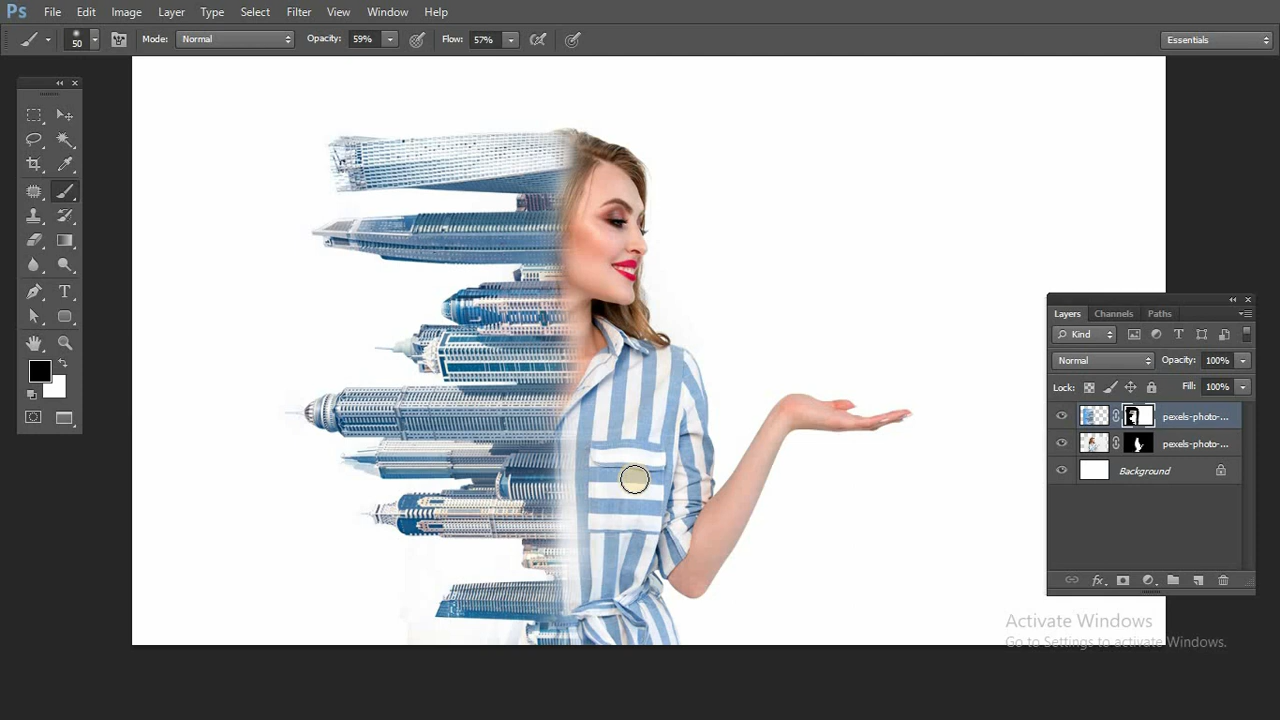 Ps File Edit Image Layer Type Select Filter View Window Help
50 Mode: Normal Opacity: 59% Flow: 57% Essentials
Layers Channels Paths
Kind
Normal Opacity: 100%
Lock: Fill: 100%
pexels-photo-...
pexels-photo-...
Background
fx
Activate Windows
Go to Settings to activate Windows.